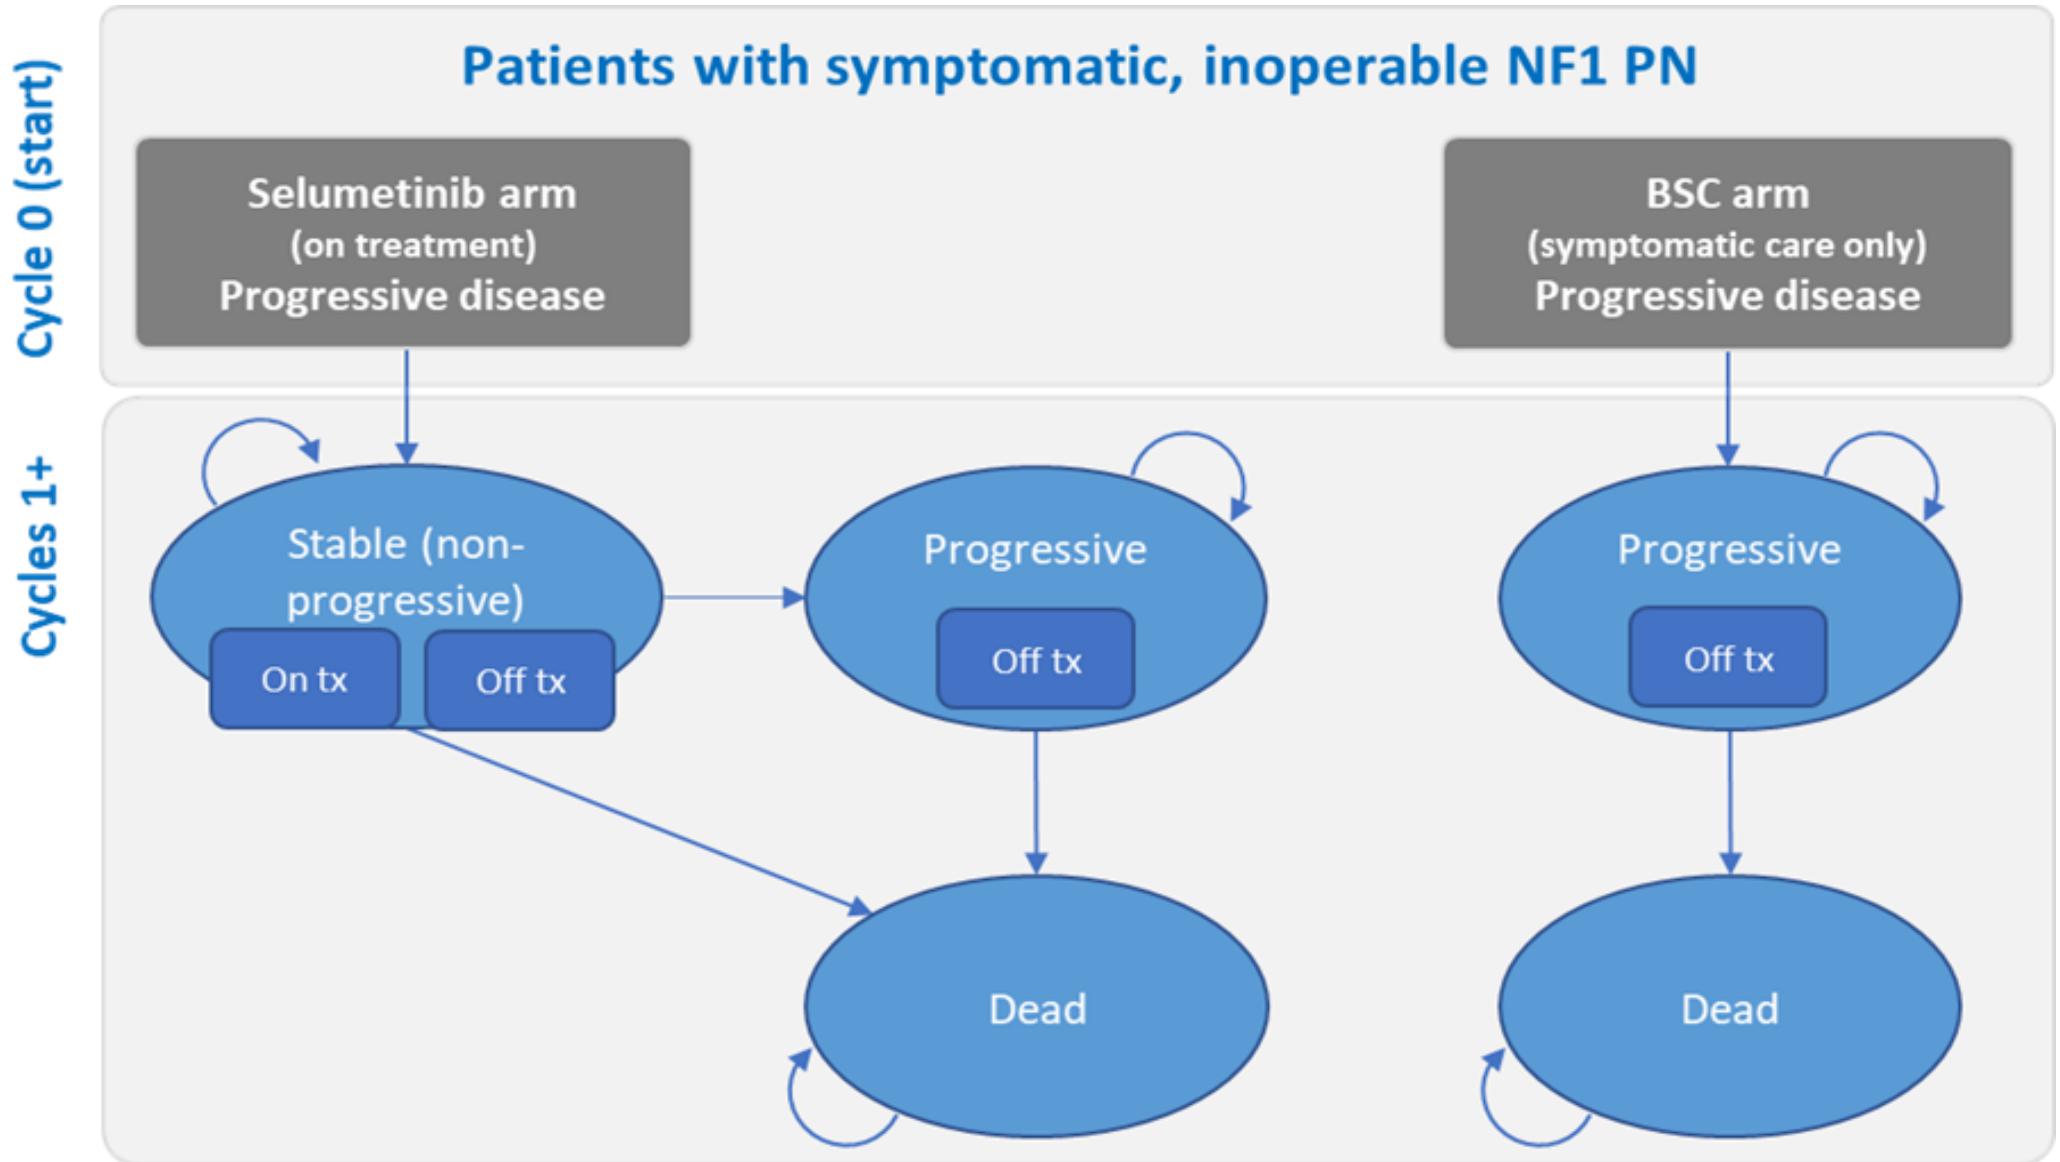 Patients with symptomatic, inoperable NF1 PN
Cycle 0 (start)
Selumetinib arm
(on treatment)
Progressive disease
BSC arm
(symptomatic care only)
Progressive disease
Cycles 1+
Stable (non-
progressive)
On tx
Off tx
Progressive
Off tx
Progressive
Off tx
Dead
Dead